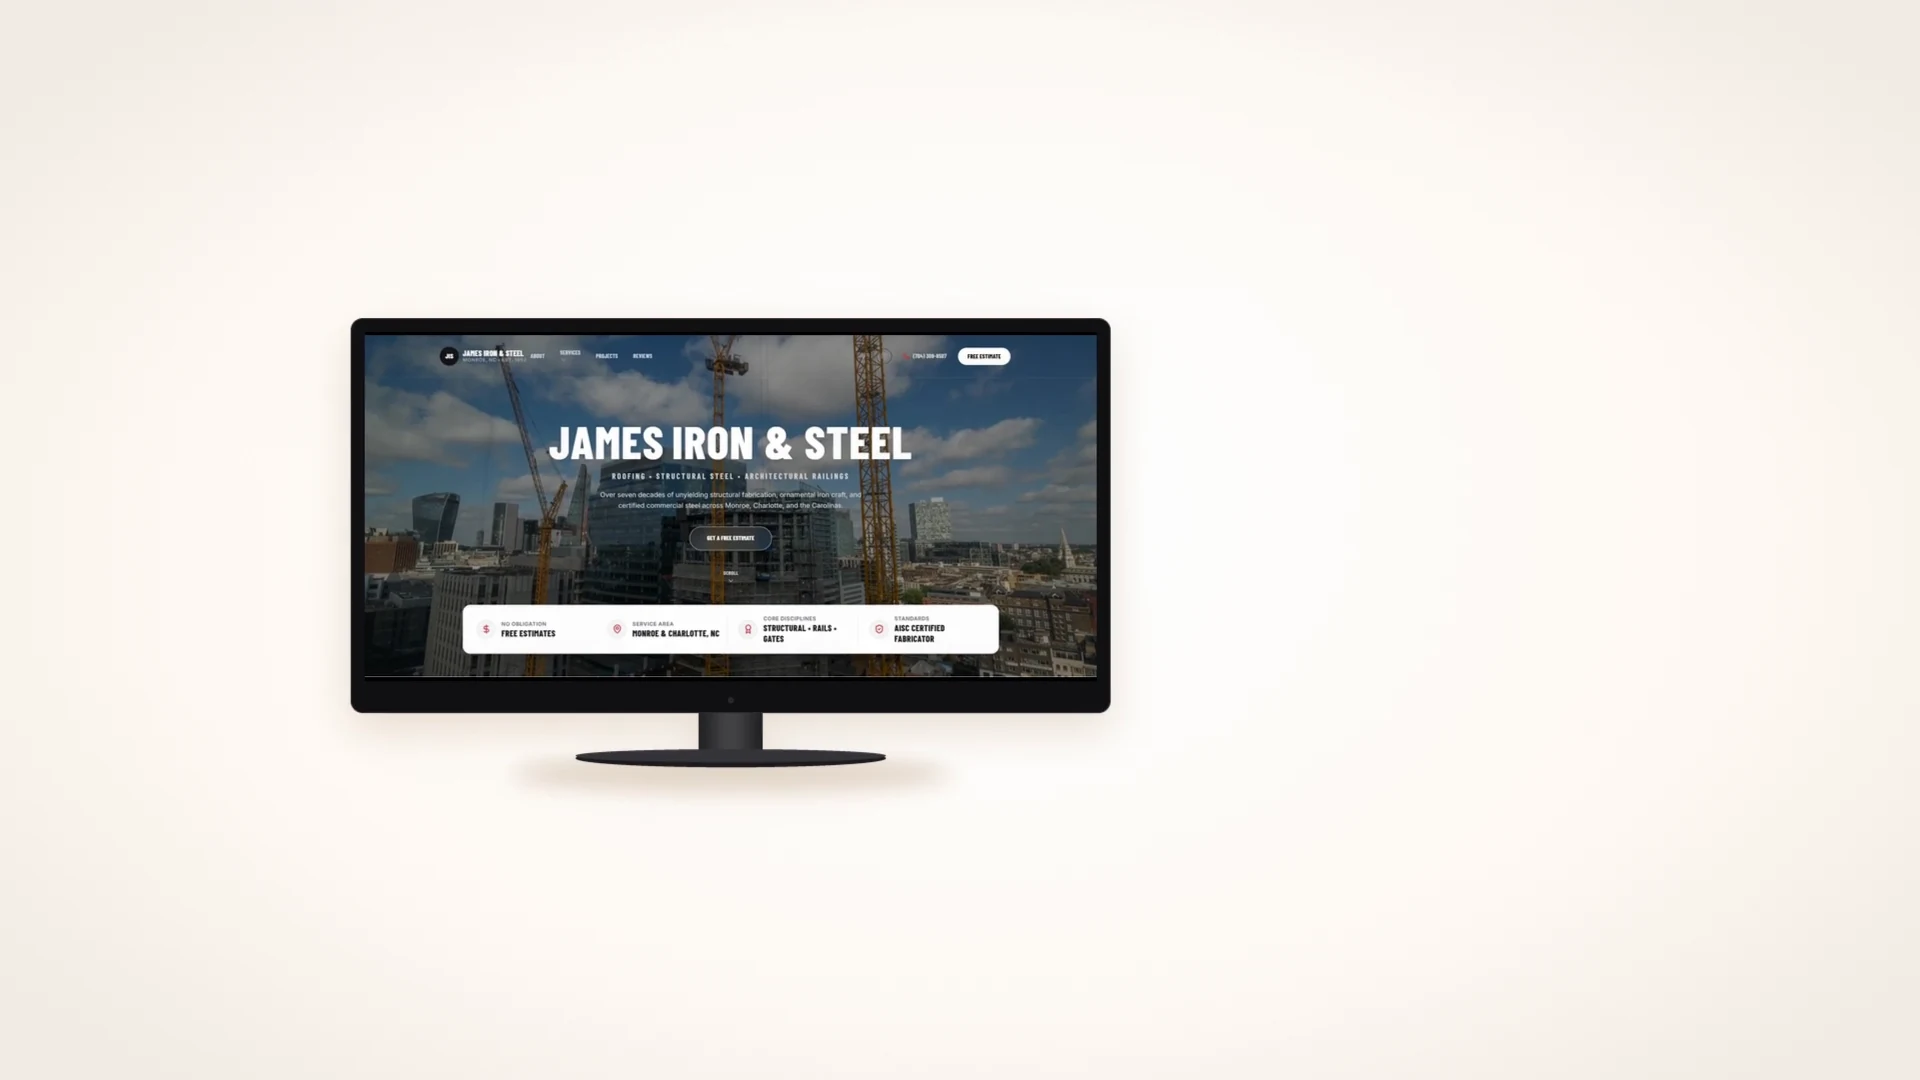 JIS
JAMES IRON & STEEL
ABOUT
SERVICES
PROJECTS
REVIEWS
FREE ESTIMATE
JAMES IRON & STEEL
ROOFING • STRUCTURAL STEEL • ARCHITECTURAL RAILINGS
Over seven decades of unyielding structural fabrication, ornamental iron craft, and
certified commercial steel across Monroe, Charlotte, and the Carolinas.
GET A FREE ESTIMATE
SCROLL
NO OBLIGATION
FREE ESTIMATES
SERVICE AREA
MONROE & CHARLOTTE, NC
CORE DISCIPLINES
STRUCTURAL • RAILS •
GATES
STANDARDS
AISC CERTIFIED
FABRICATOR